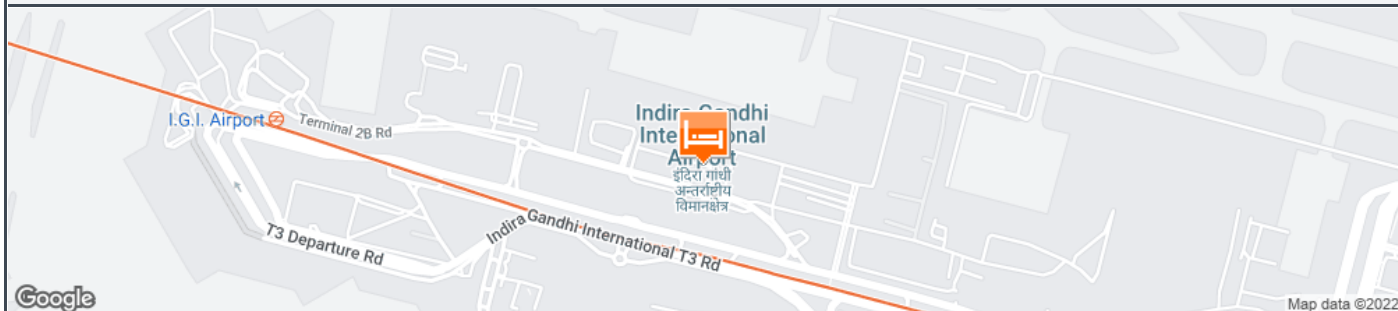 Indira Gandhi
International
Airport
इंदिरा गांधी
अन्तर्राष्ट्रीय
विमानक्षेत्र
I.G.I. Airport
Terminal 2B Rd
T3 Departure Rd
Indira Gandhi International T3 Rd
Google
Map data ©2022